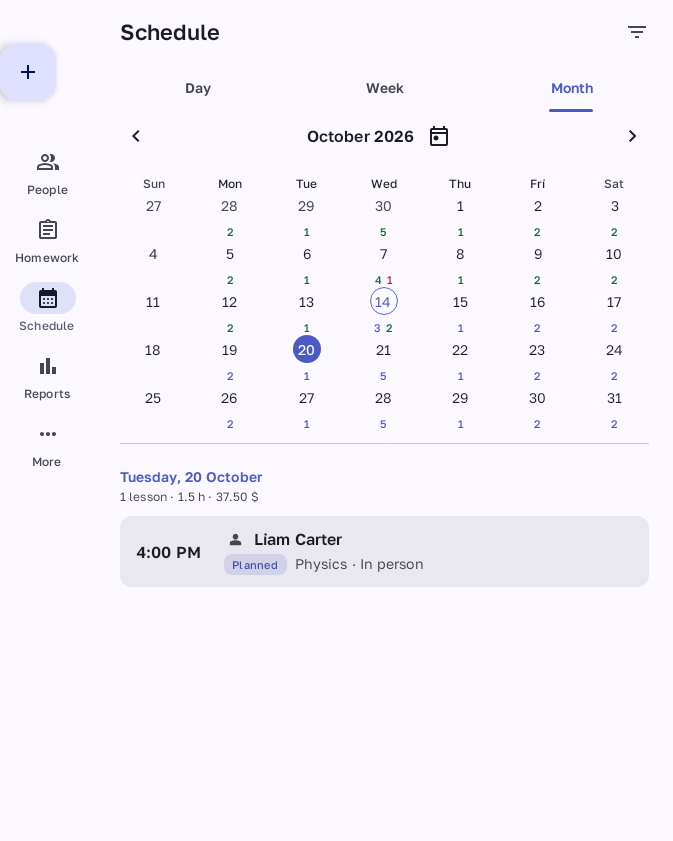 Schedule
Day Week Month
October 2026
Sun Mon Tue Wed Thu Fri Sat
27 28 29 30 1 2 3
2 1 5 1 2 2
4 5 6 7 8 9 10
2 1 4 1 1 2 2
11 12 13 14 15 16 17
2 1 3 2 1 2 2
18 19 20 21 22 23 24
2 1 5 1 2 2
25 26 27 28 29 30 31
2 1 5 1 2 2
Tuesday, 20 October
1 lesson · 1.5 h · 37.50 $
4:00 PM
Liam Carter
Planned Physics · In person
People
Homework
Schedule
Reports
More